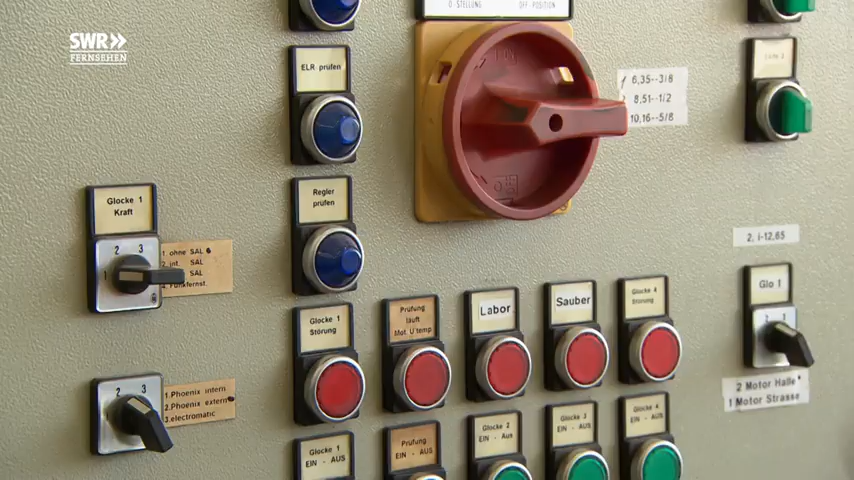 SWR
FERNSEHEN
0 STELLUNG OFF POSITION
ELR prüfen
6,35--3/8
8,51--1/2
10,16--5/8
Glocke 1
Kraft
2 3
1
1 ohne SAL
int. SAL
SAL
Regler
prüfen
2, i-12,65
Glo 1
2 1
2 Motor Halle
1 Motor Strasse
Glocke 1
Störung
Prüfung
läuft
Mot. U temp
Labor
Sauber
Glocke 4
Störung
2 3
1.Phoenix intern
2.Phoenix extern
3.electromatic
Glocke 1
EIN - AUS
Prüfung
EIN - AUS
Glocke 2
EIN - AUS
Glocke 3
EIN - AUS
Glocke 4
EIN - AUS